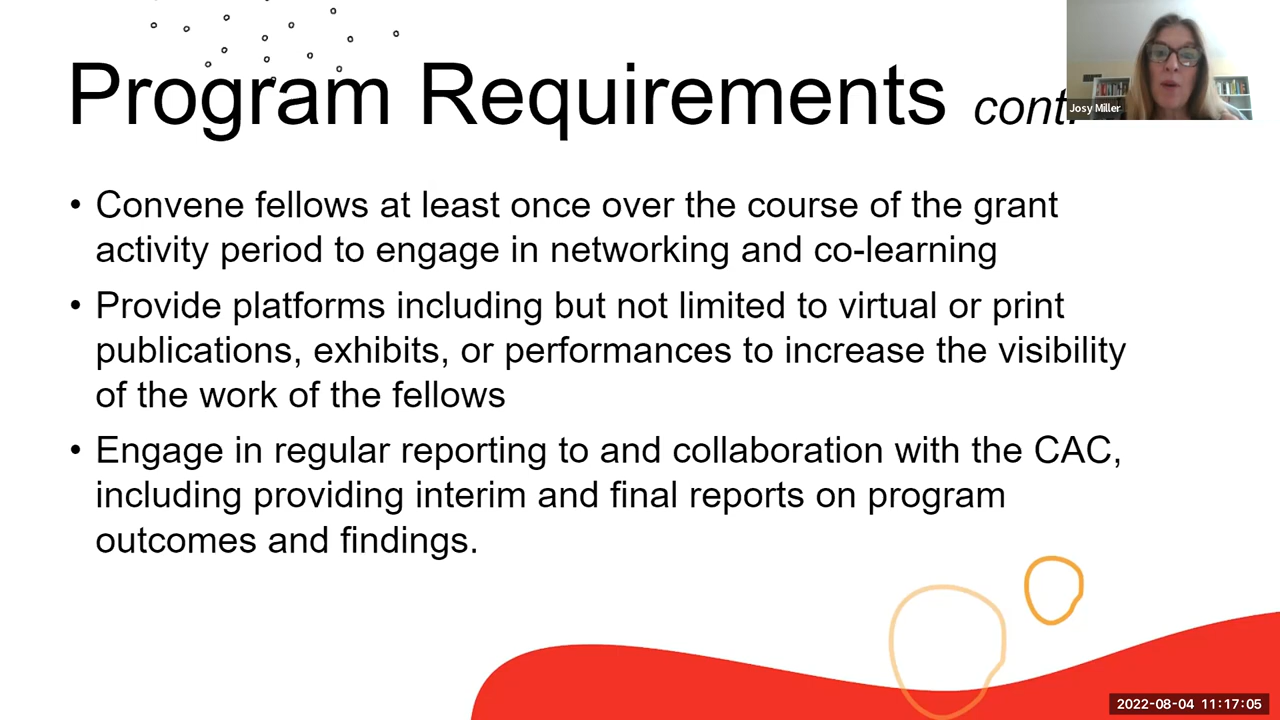 Program Requirements cont.
Josy Miller
• Convene fellows at least once over the course of the grant
activity period to engage in networking and co-learning
• Provide platforms including but not limited to virtual or print
publications, exhibits, or performances to increase the visibility
of the work of the fellows
• Engage in regular reporting to and collaboration with the CAC,
including providing interim and final reports on program
outcomes and findings.
2022-08-04 11:17:05